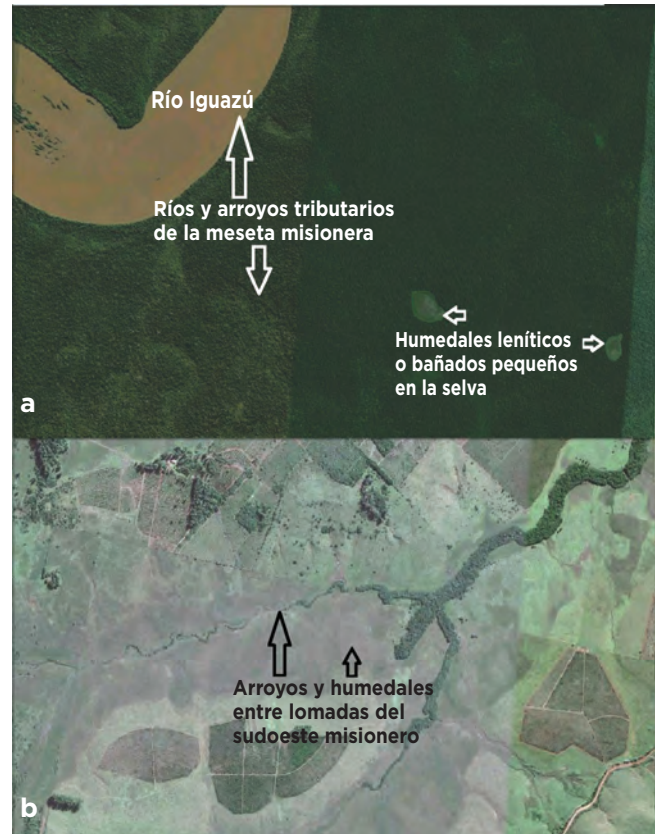 Río Iguazú
Ríos y arroyos tributarios
de la meseta misionera
Humedales leníticos
o bañados pequeños
en la selva
a
Arroyos y humedales
entre lomadas del
sudoeste misionero
b